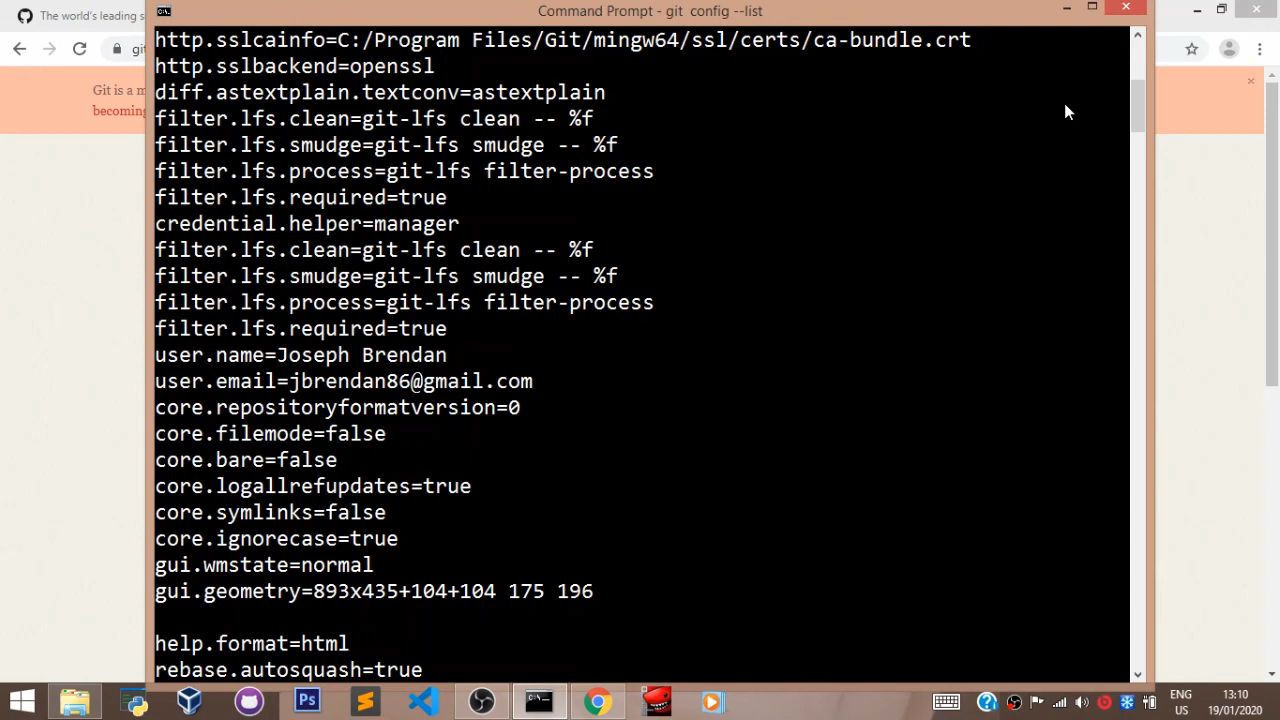 The world's leading s
Command Prompt - git config --list
git
Git is a m
becoming
http.sslcainfo=C:/Program Files/Git/mingw64/ssl/certs/ca-bundle.crt
http.sslbackend=openssl
diff.astextplain.textconv=astextplain
filter.lfs.clean=git-lfs clean -- %f
filter.lfs.smudge=git-lfs smudge -- %f
filter.lfs.process=git-lfs filter-process
filter.lfs.required=true
credential.helper=manager
filter.lfs.clean=git-lfs clean -- %f
filter.lfs.smudge=git-lfs smudge -- %f
filter.lfs.process=git-lfs filter-process
filter.lfs.required=true
user.name=Joseph Brendan
user.email=jbrendan86@gmail.com
core.repositoryformatversion=0
core.filemode=false
core.bare=false
core.logallrefupdates=true
core.symlinks=false
core.ignorecase=true
gui.wmstate=normal
gui.geometry=893x435+104+104 175 196
help.format=html
rebase.autosquash=true
Ps
ENG
US
13:10
19/01/2020